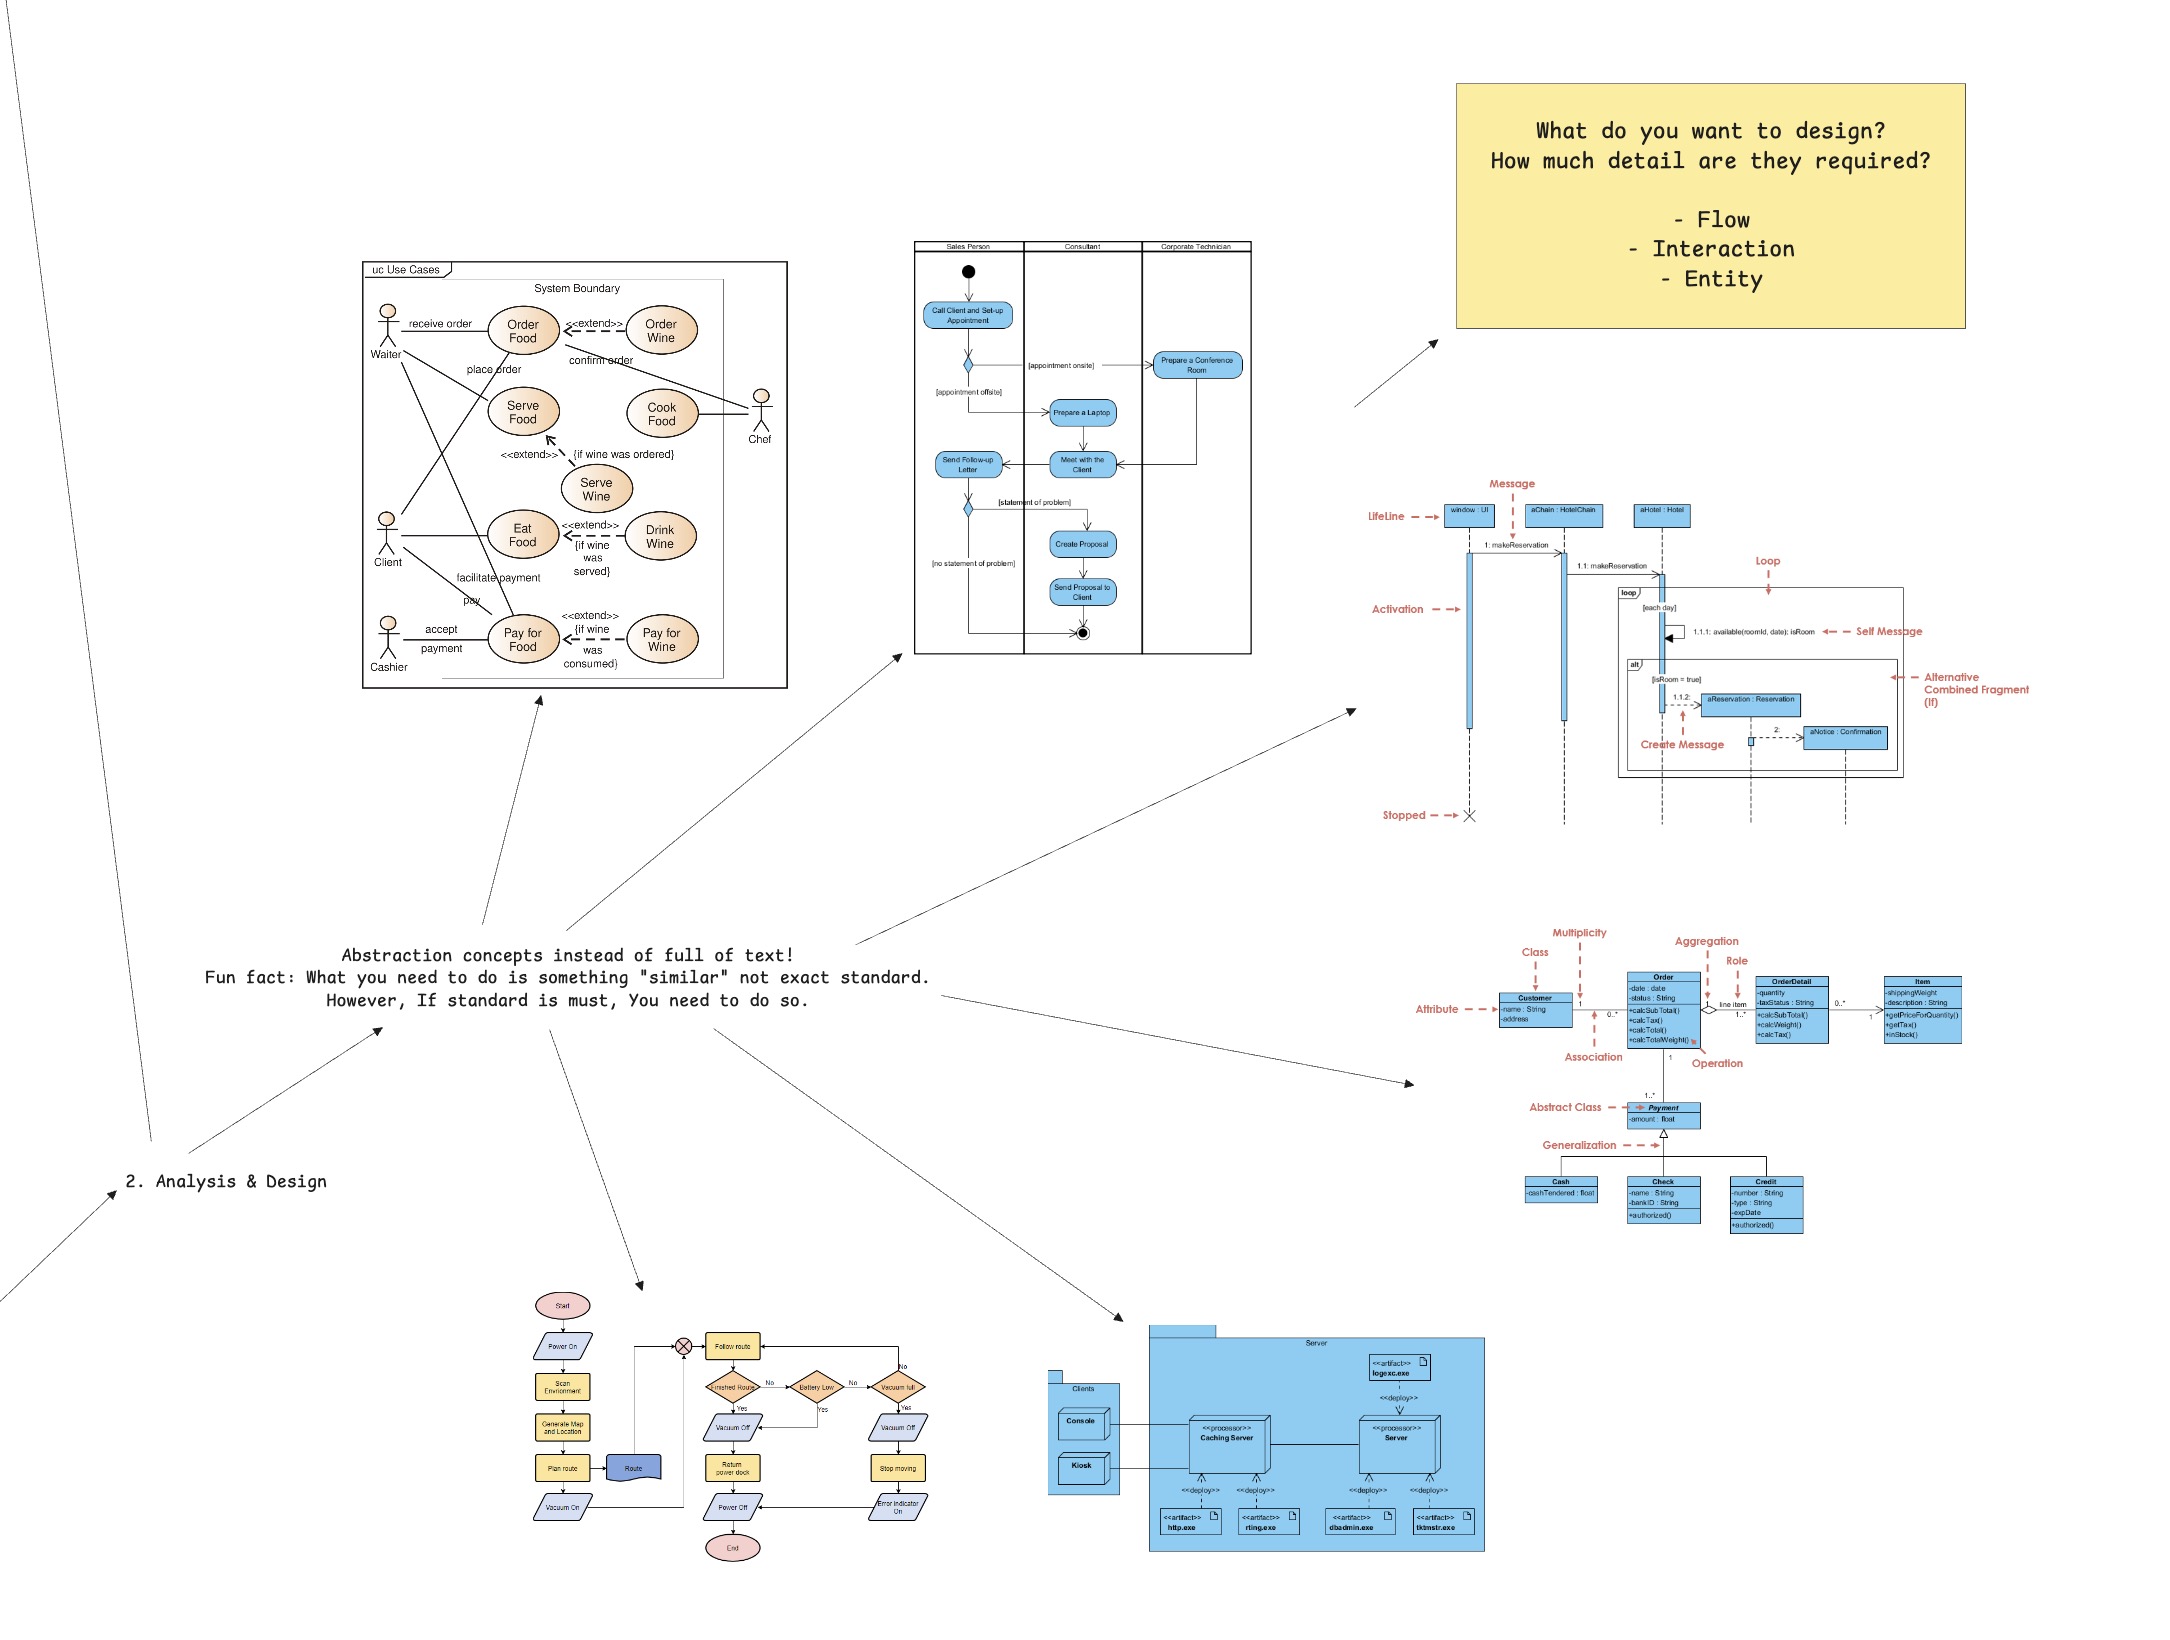 What do you want to design?
How much detail are they required?
- Flow
- Interaction
- Entity
uc Use Cases
System Boundary
Waiter
receive order
Order
Food
<<extend>>
Order
Wine
confirm order
place order
Serve
Food
Cook
Food
Chef
<<extend>>
{if wine was ordered}
Serve
Wine
Client
Eat
Food
<<extend>>
{if wine
was
served}
Drink
Wine
facilitate payment
pay
Cashier
accept
payment
Pay for
Food
<<extend>>
{if wine
was
consumed}
Pay for
Wine
Sales Person
Consultant
Corporate Technician
Call Client and Set-up
Appointment
[appointment onsite]
Prepare a Conference
Room
[appointment offsite]
Prepare a Laptop
Send Follow-up
Letter
Meet with the
Client
[statement of problem]
Create Proposal
[no statement of problem]
Send Proposal to
Client
Message
LifeLine
window : UI
aChain : HotelChain
aHotel : Hotel
1: makeReservation
1.1: makeReservation
Loop
loop
[each day]
Activation
1.1.1: available(roomId, date): isRoom
Self Message
alt
[isRoom = true]
Alternative
Combined Fragment
(If)
1.1.2:
aReservation : Reservation
2:
aNotice : Confirmation
Create Message
Stopped
Abstraction concepts instead of full of text!
Fun fact: What you need to do is something "similar" not exact standard.
However, If standard is must, You need to do so.
2. Analysis & Design
Multiplicity
Class
Aggregation
Role
Attribute
Customer
-name : String
-address
1
0..*
Association
Order
-date : date
-status : String
+calcSubTotal()
+calcTax()
+calcTotal()
+calcTotalWeight()
Operation
1
line item
1..*
OrderDetail
-quantity
-taxStatus : String
+calcSubTotal()
+calcWeight()
+calcTax()
0..*
1
Item
-shippingWeight
-description : String
+getPriceForQuantity()
+getTax()
+inStock()
1
1..*
Abstract Class
Payment
-amount : float
Generalization
Cash
-cashTendered : float
Check
-name : String
-bankID : String
+authorized()
Credit
-number : String
-type : String
-expDate
+authorized()
Start
Power On
Scan
Envrionment
Generate Map
and Location
Plan route
Route
Vacuum On
Follow route
Finished Route
No
Battery Low
No
Vacuum full
No
Yes
Yes
Yes
Vacuum Off
Vacuum Off
Return
power dock
Stop moving
Power Off
Error Indicator
On
End
Clients
Console
Kiosk
Server
<<artifact>>
logexc.exe
<<deploy>>
<<processor>>
Caching Server
<<processor>>
Server
<<deploy>>
<<deploy>>
<<deploy>>
<<deploy>>
<<artifact>>
http.exe
<<artifact>>
rting.exe
<<artifact>>
dbadmin.exe
<<artifact>>
tktmstr.exe